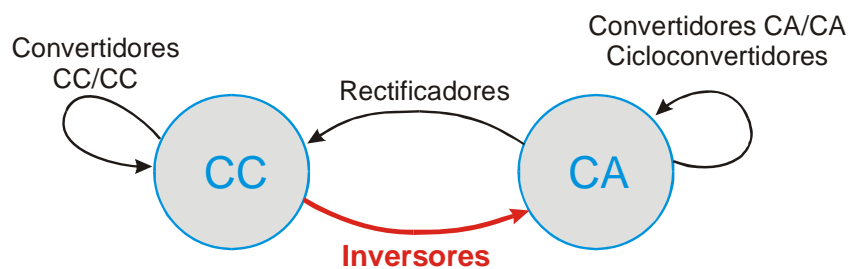 Convertidores
CC/CC
Convertidores CA/CA
Cicloconvertidores
Rectificadores
CC
CA
Inversores